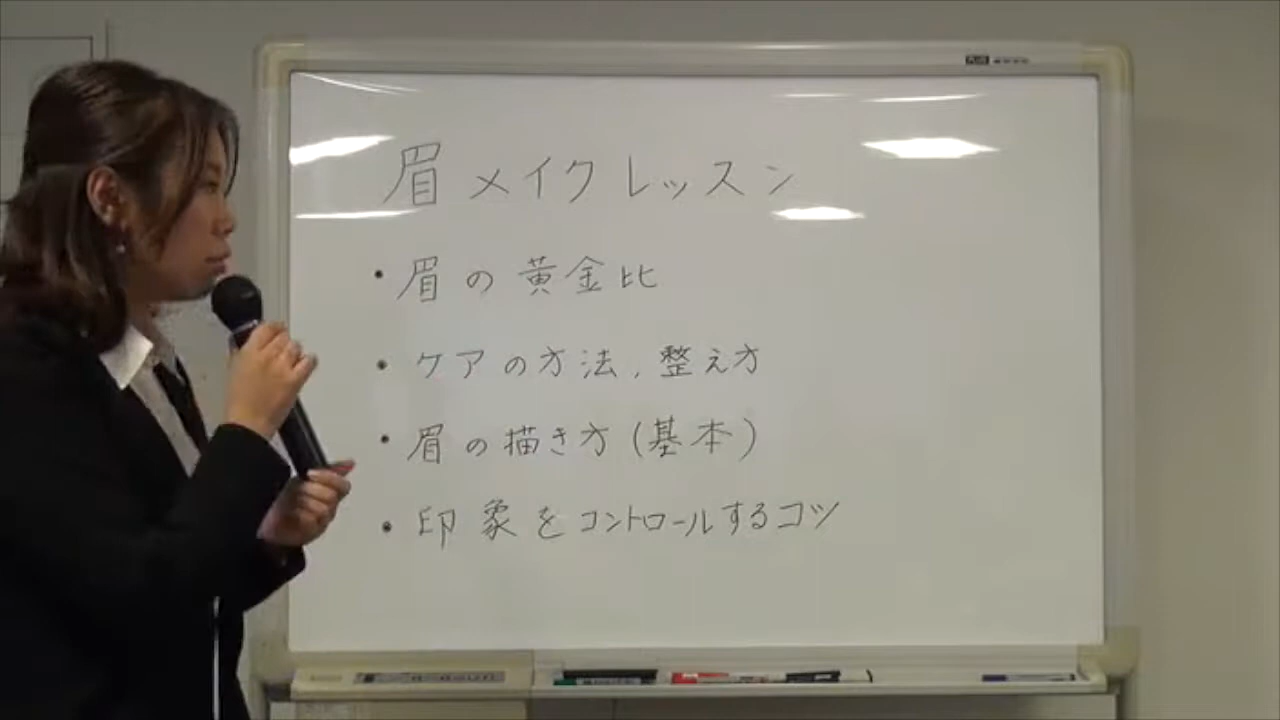 PLUS
眉メイクレッスン
・眉の黄金比
・ケアの方法、整え方
・眉の描き方(基本)
・印象をコントロールするコツ